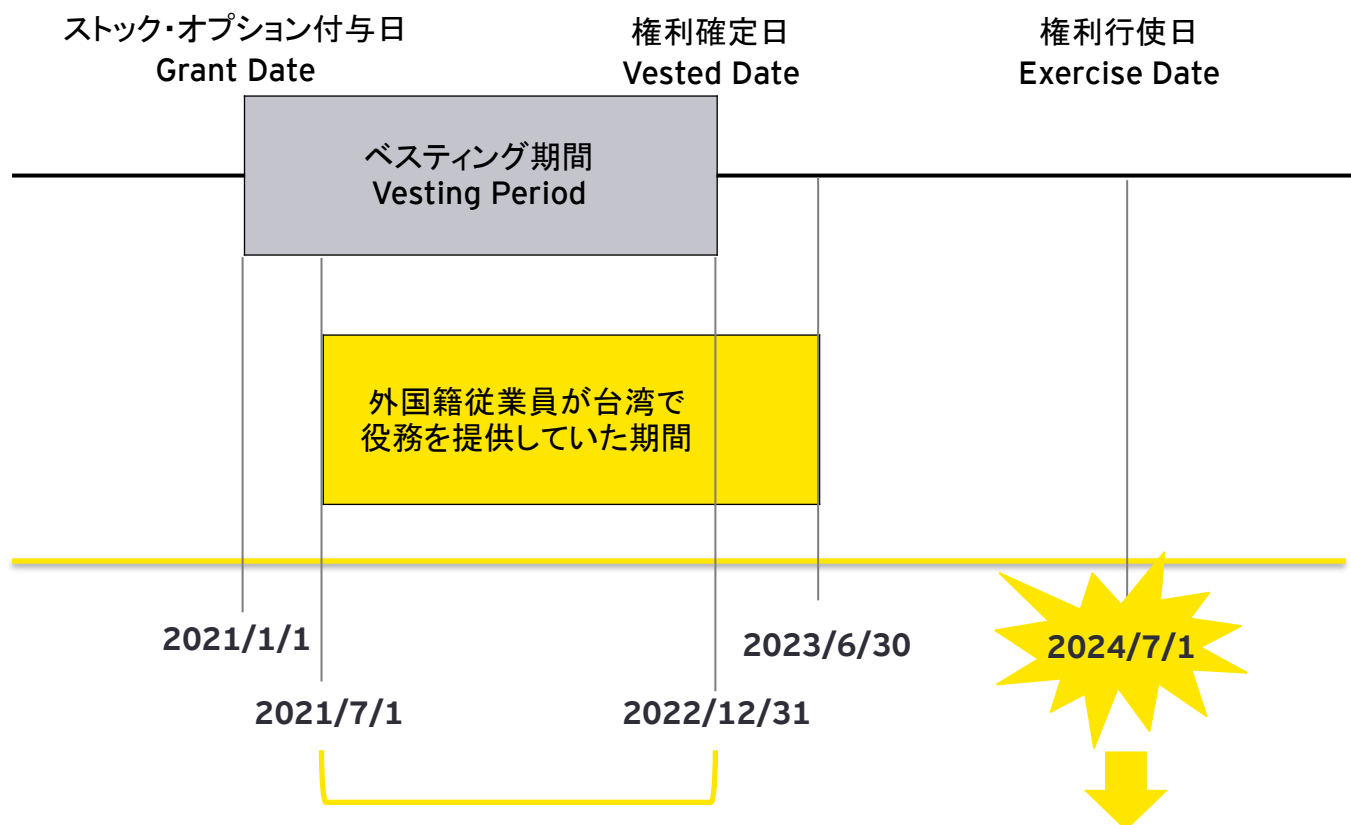 ストック・オプション付与日
Grant Date
権利確定日
Vested Date
権利行使日
Exercise Date
ベスティング期間
Vesting Period
外国籍従業員が台湾で
役務を提供していた期間
2021/1/1
2023/6/30
2024/7/1
2021/7/1
2022/12/31